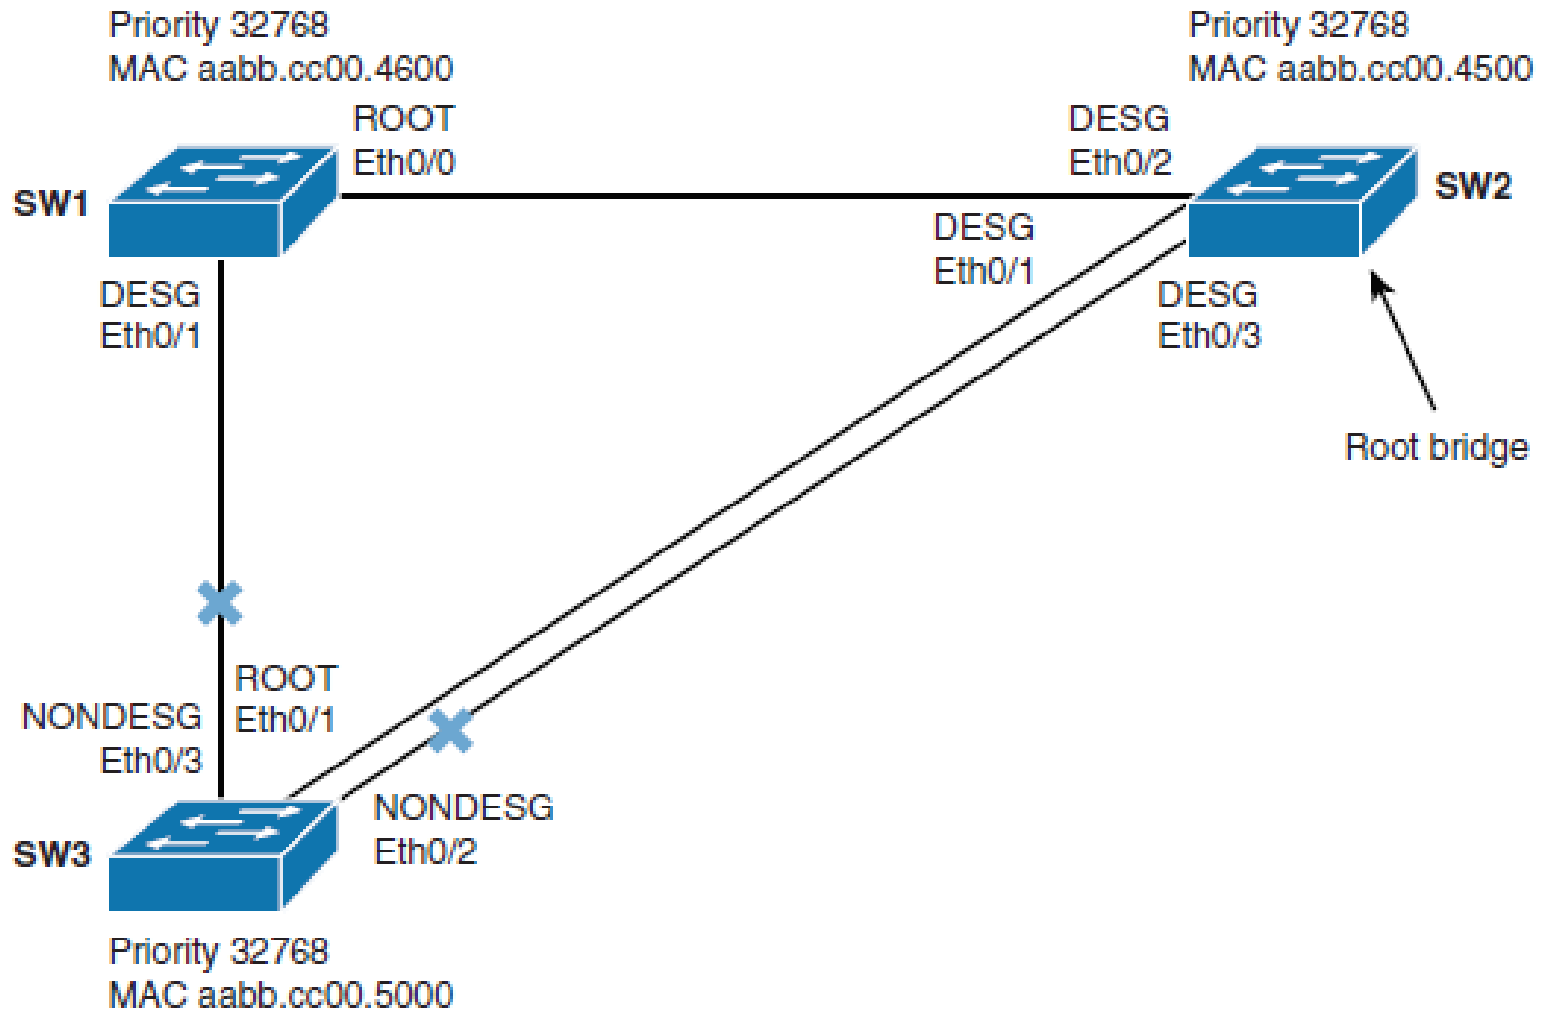 Priority 32768
MAC aabb.cc00.4600
Priority 32768
MAC aabb.cc00.4500
ROOT
Eth0/0
DESG
Eth0/2
SW1
SW2
DESG
Eth0/1
DESG
Eth0/1
DESG
Eth0/3
Root bridge
ROOT
Eth0/1
NONDESG
Eth0/3
NONDESG
Eth0/2
SW3
Priority 32768
MAC aabb.cc00.5000